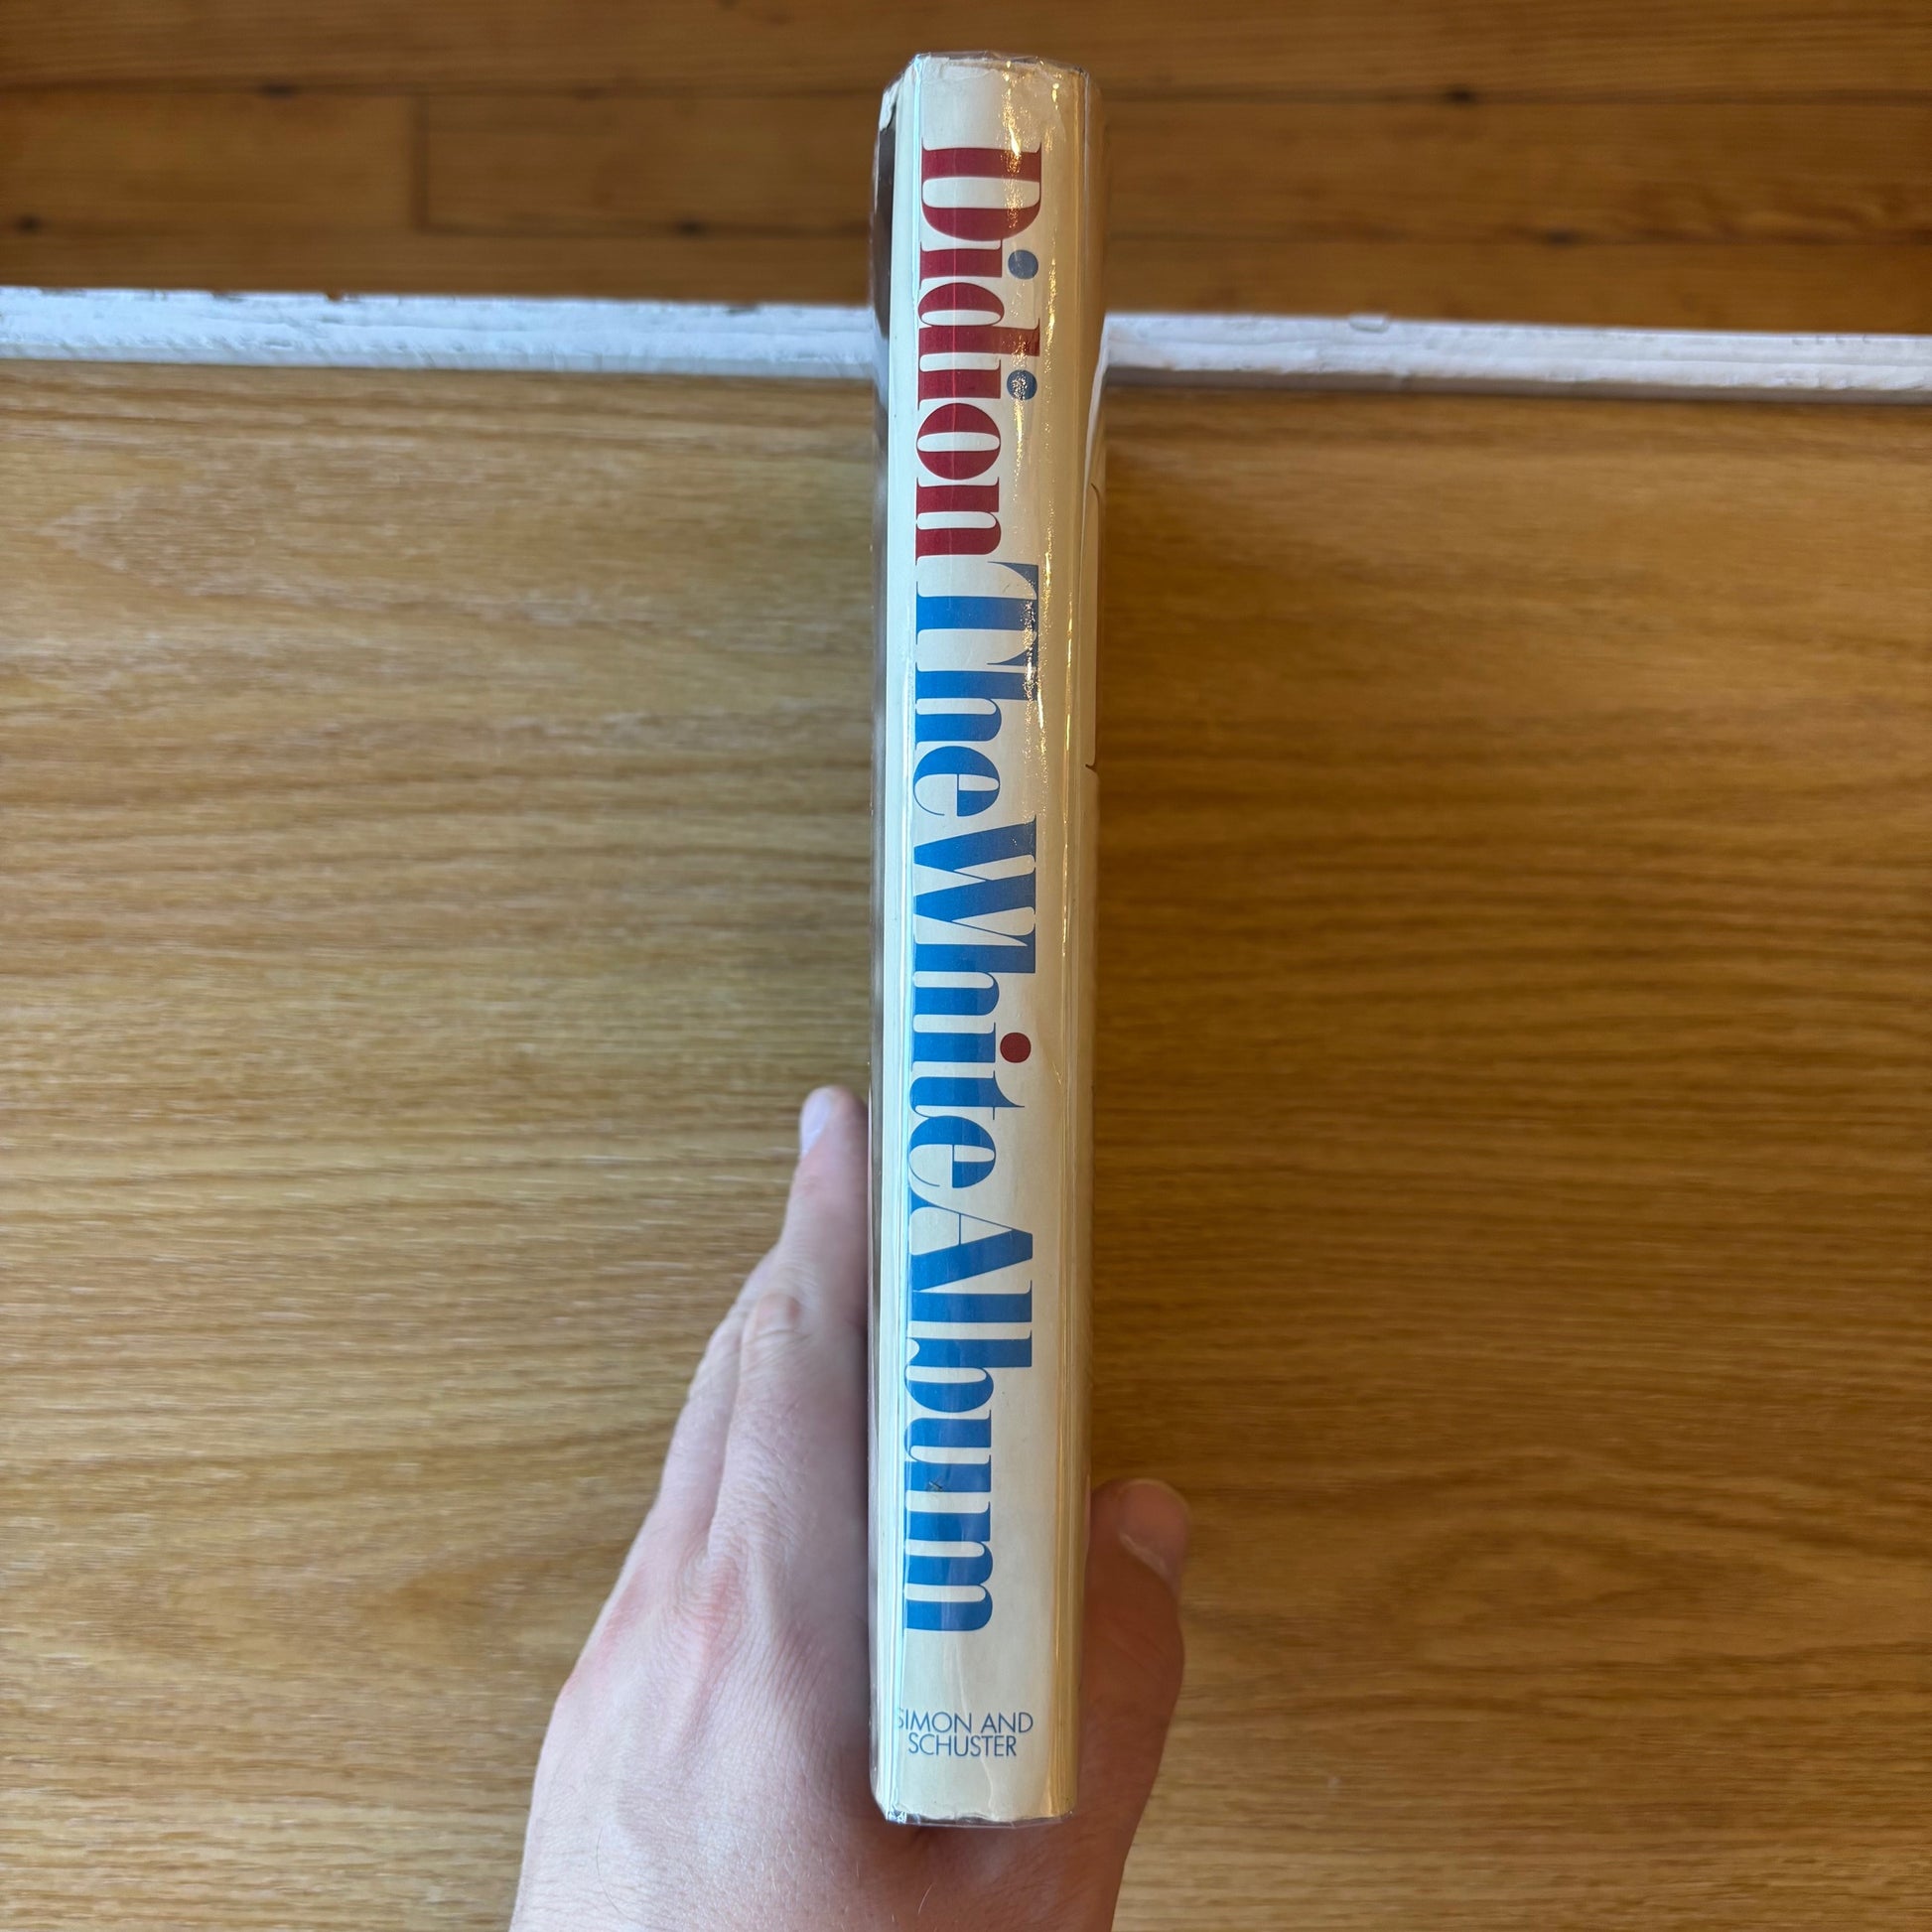 Didion The White Album
SIMON AND
SCHUSTER